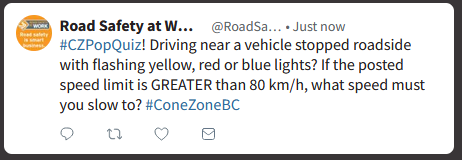 Road Safety at W... @RoadSa... • Just now
#CZPopQuiz! Driving near a vehicle stopped roadside
with flashing yellow, red or blue lights? If the posted
speed limit is GREATER than 80 km/h, what speed must
you slow to? #ConeZoneBC
WORK
Road safety
is smart
business.